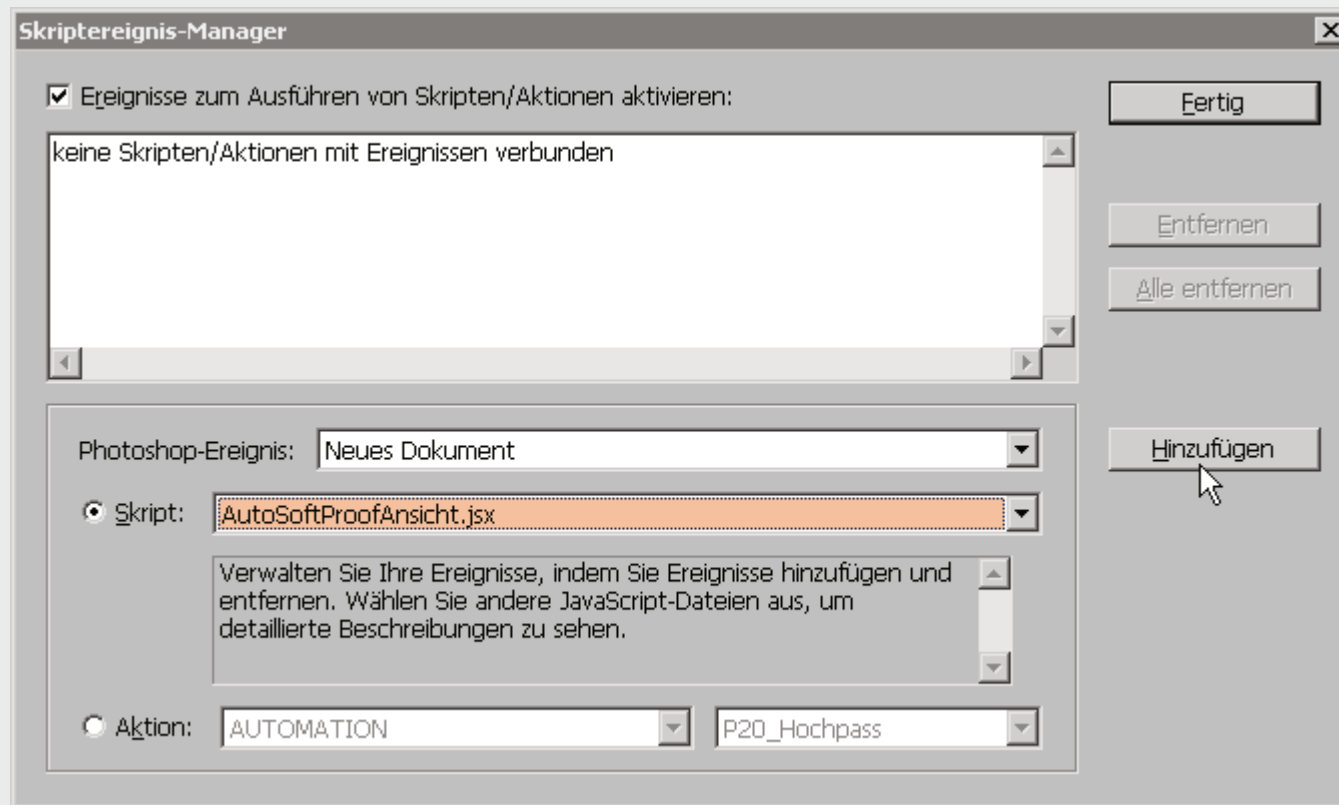 Skriptereignis-Manager
Ereignisse zum Ausführen von Skripten/Aktionen aktivieren:
Fertig
keine Skripten/Aktionen mit Ereignissen verbunden
Entfernen
Alle entfernen
Photoshop-Ereignis: Neues Dokument
Hinzufügen
Skript: AutoSoftProofAnsicht.jsx
Verwalten Sie Ihre Ereignisse, indem Sie Ereignisse hinzufügen und
entfernen. Wählen Sie andere JavaScript-Dateien aus, um
detaillierte Beschreibungen zu sehen.
Aktion: AUTOMATION P20_Hochpass